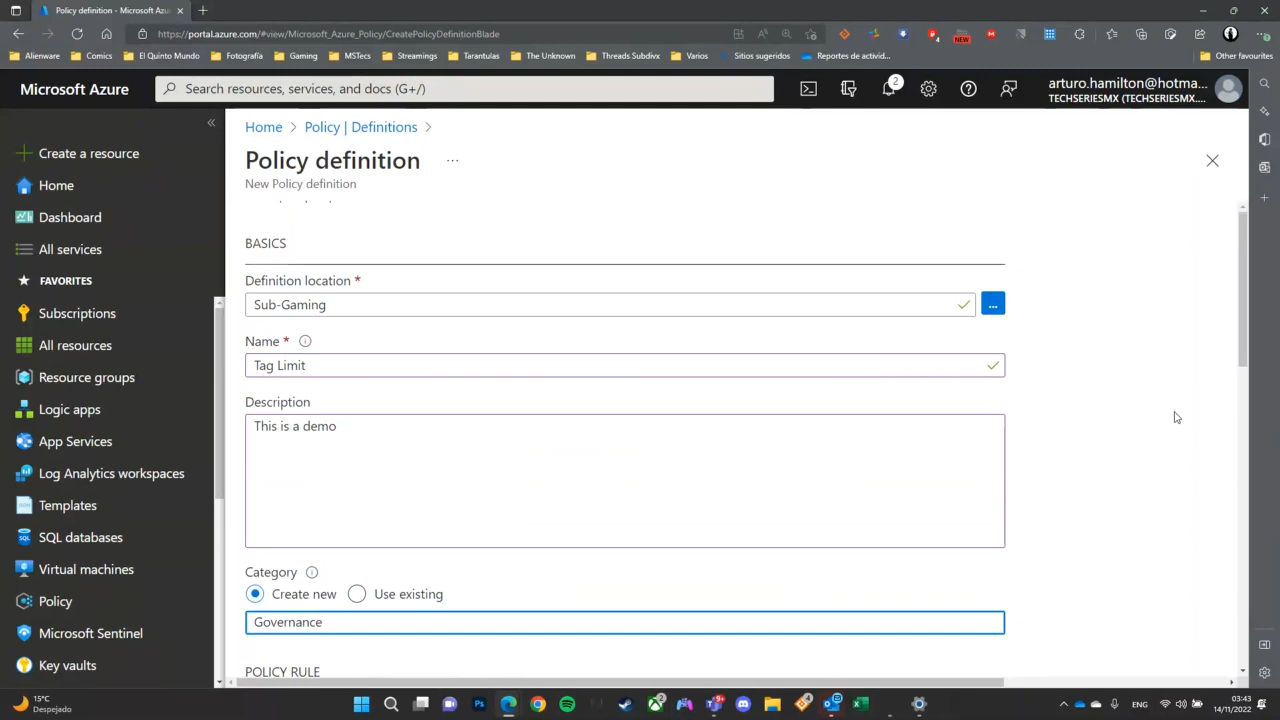 Policy definition - Microsoft Azu
https://portal.azure.com/#view/Microsoft_Azure_Policy/CreatePolicyDefinitionBlade
4
NEW
Alienware
Comics
El Quinto Mundo
Fotografía
Gaming
MSTecs
Streamings
Tarantulas
The Unknown
Threads Subdivx
Varios
Sitios sugeridos
Reportes de activid...
Other favourites
Microsoft Azure
Search resources, services, and docs (G+/)
2
arturo.hamilton@hotm...
TECHSERIESMX (TECHSERIESMX....
Create a resource
Home
Dashboard
All services
FAVORITES
Subscriptions
All resources
Resource groups
Logic apps
App Services
Log Analytics workspaces
Templates
SQL databases
Virtual machines
Policy
Microsoft Sentinel
Key vaults
Home > Policy | Definitions >
Policy definition ...
New Policy definition
BASICS
Definition location *
Sub-Gaming
...
Name *
Tag Limit
Description
This is a demo
Category
Create new
Use existing
Governance
POLICY RULE
15°C
Despejado
ENG
03:43
14/11/2022